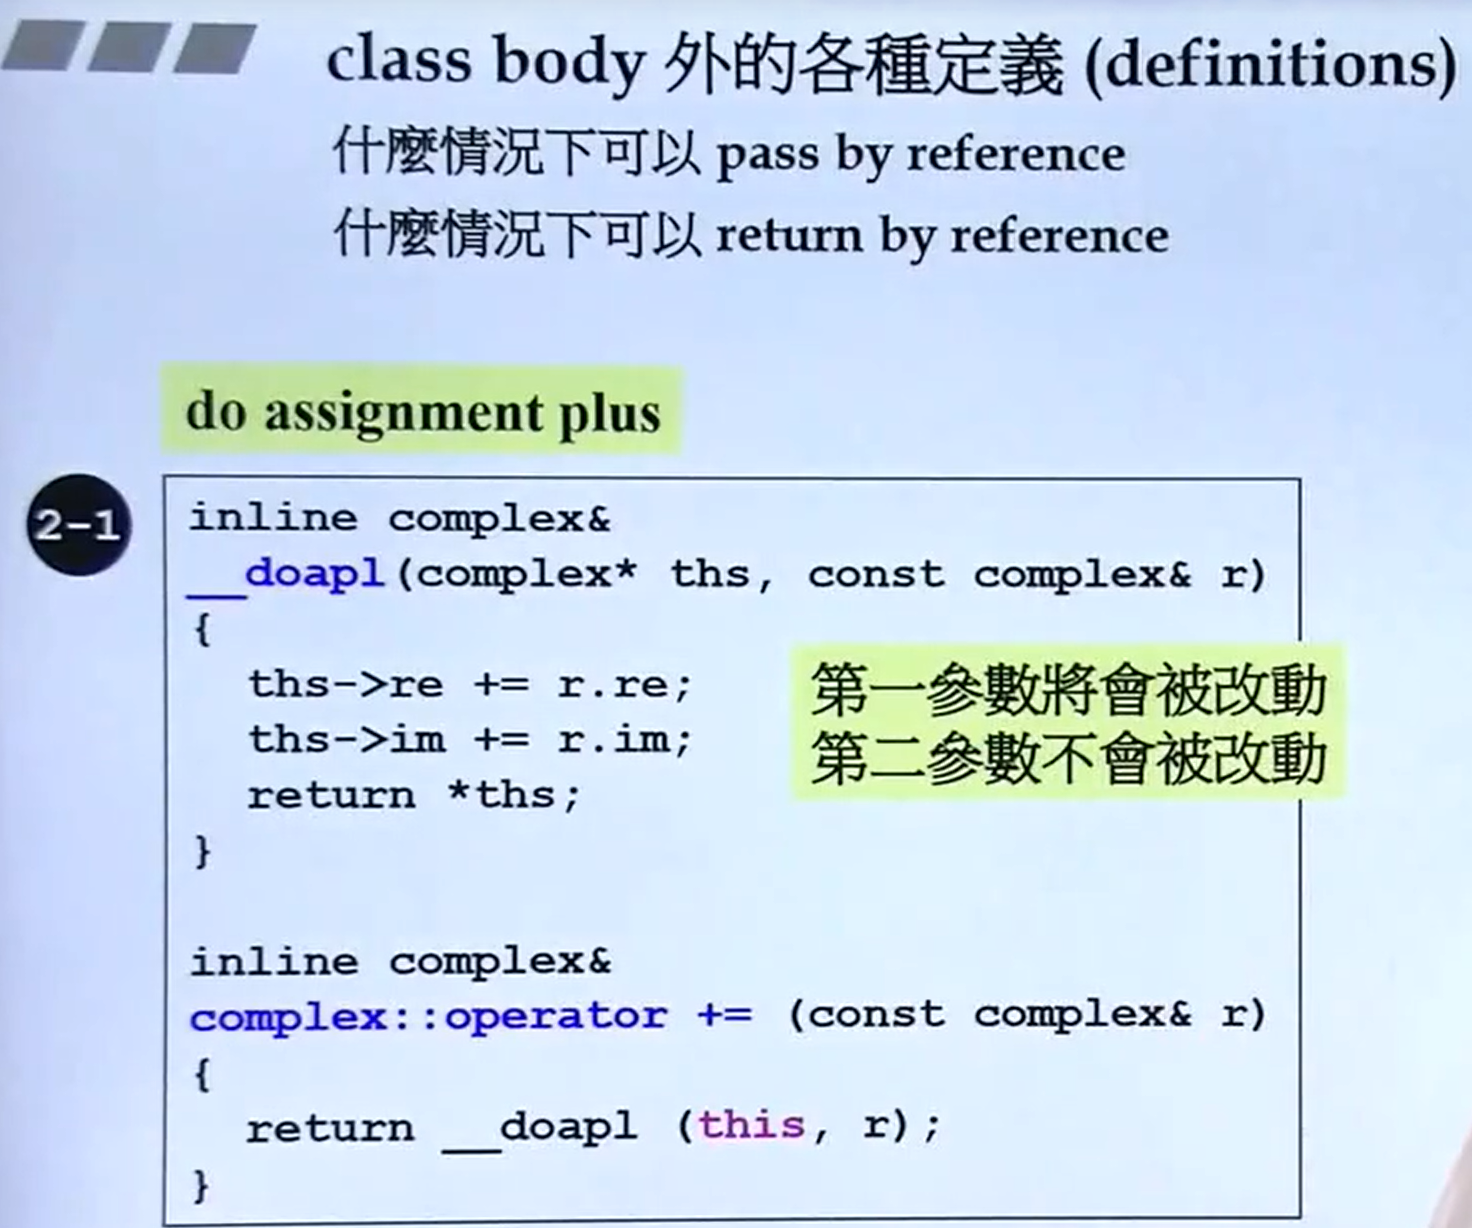 class body 外的各種定義 (definitions)
什麼情況下可以 pass by reference
什麼情況下可以 return by reference
do assignment plus
2-1
inline complex&
__doapl(complex* ths, const complex& r)
{
ths->re += r.re;
ths->im += r.im;
return *ths;
}
第一參數將會被改動
第二參數不會被改動
inline complex&
complex::operator += (const complex& r)
{
return __doapl (this, r);
}